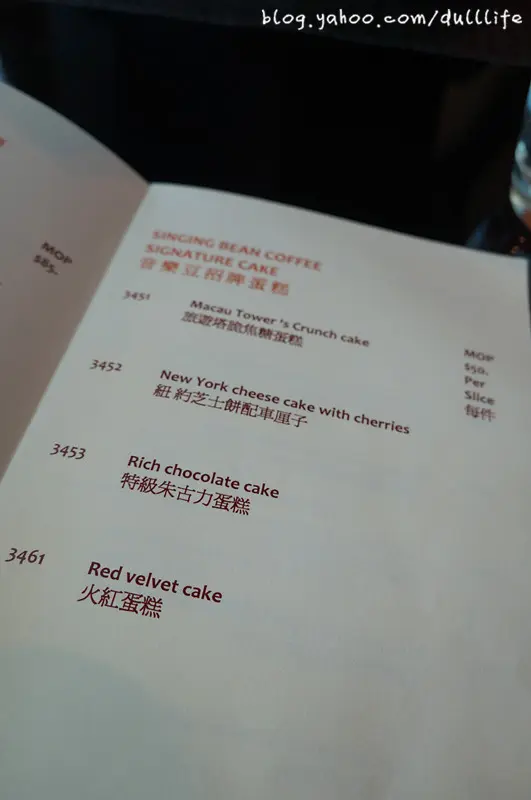 blog.yahoo.com/dulllife
MOP
$85.-
SINGING BEAN COFFEE
SIGNATURE CAKE
音樂豆招牌蛋糕
3451
Macau Tower 's Crunch cake
旅遊塔脆焦糖蛋糕
MOP
$50.
Per
Slice
每件
3452
New York cheese cake with cherries
紐 約芝士餅配車厘子
3453
Rich chocolate cake
特級朱古力蛋糕
3461
Red velvet cake
火紅蛋糕